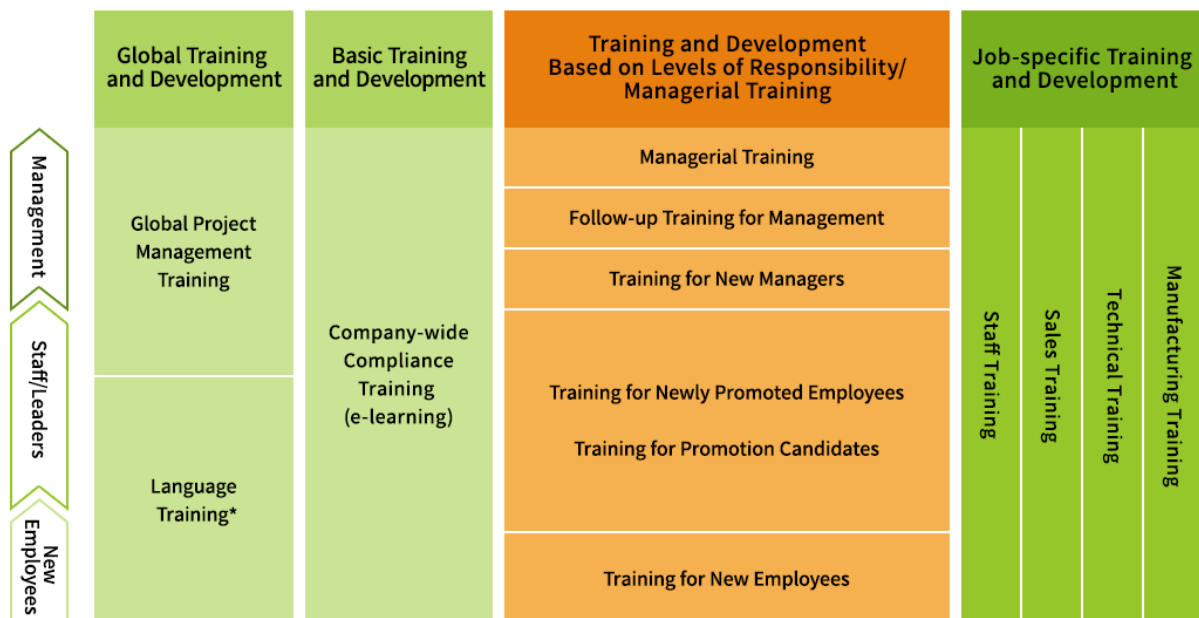 Global Training
and Development
Basic Training
and Development
Training and Development
Based on Levels of Responsibility/
Managerial Training
Job-specific Training
and Development
Management
Staff/Leaders
New
Employees
Global Project
Management
Training
Language
Training*
Company-wide
Compliance
Training
(e-learning)
Managerial Training
Follow-up Training for Management
Training for New Managers
Training for Newly Promoted Employees
Training for Promotion Candidates
Training for New Employees
Staff Training
Sales Training
Technical Training
Manufacturing Training